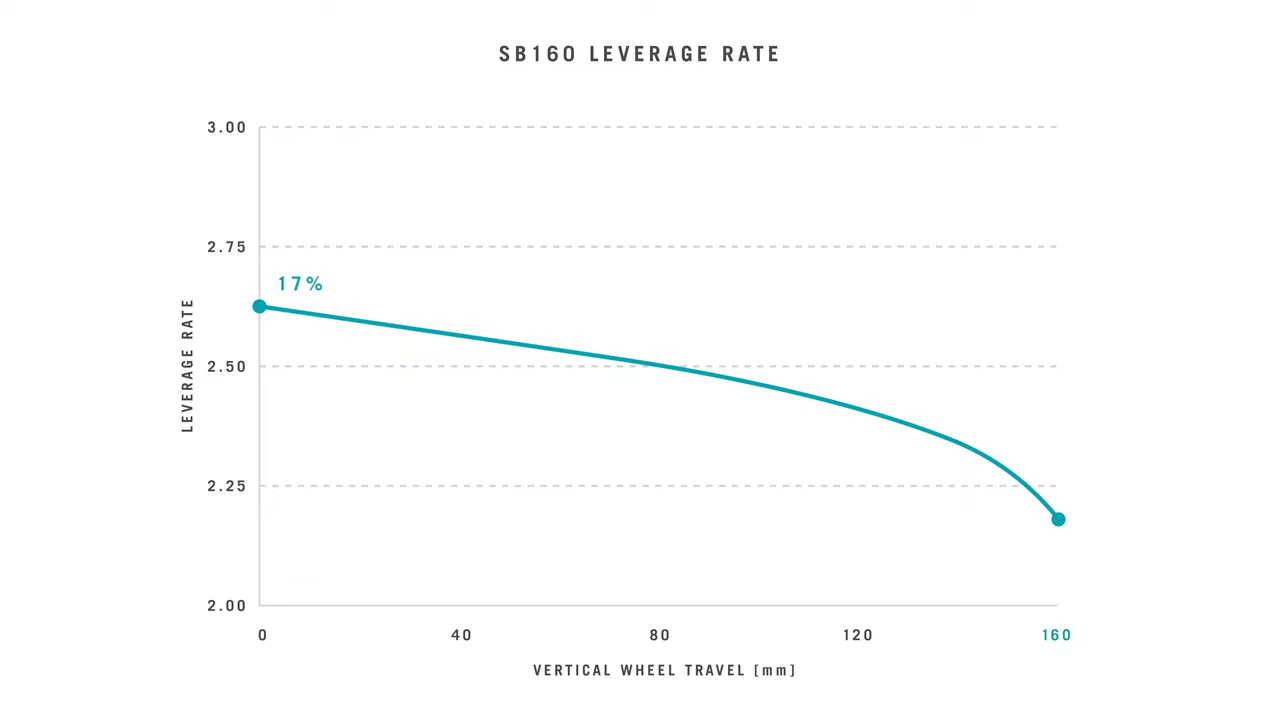 SB160 LEVERAGE RATE
3.00
2.75
17%
LEVERAGE RATE
2.50
2.25
2.00
0 40 80 120 160
VERTICAL WHEEL TRAVEL [mm]